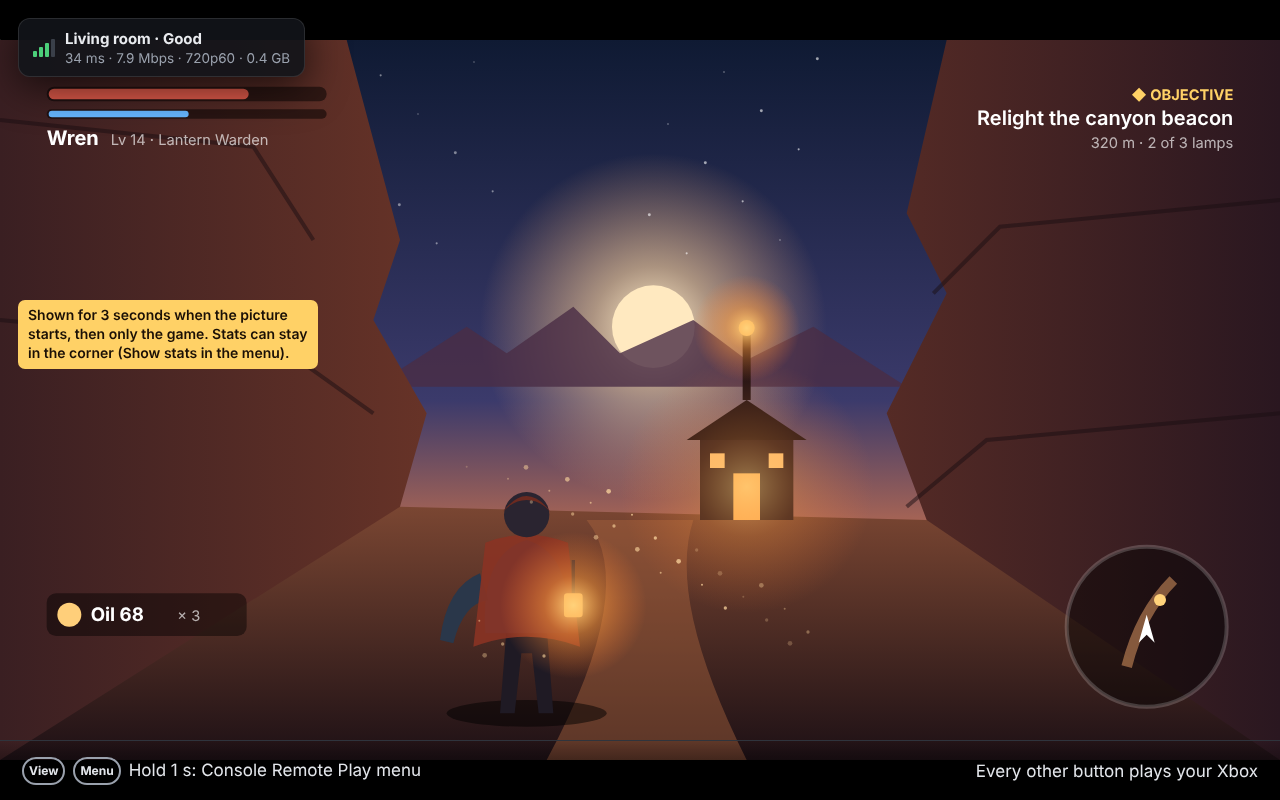 Living room · Good
34 ms · 7.9 Mbps · 720p60 · 0.4 GB
Wren Lv 14 · Lantern Warden
◆ OBJECTIVE
Relight the canyon beacon
320 m · 2 of 3 lamps
Shown for 3 seconds when the picture
starts, then only the game. Stats can stay
in the corner (Show stats in the menu).
Oil 68 × 3
View Menu Hold 1 s: Console Remote Play menu
Every other button plays your Xbox